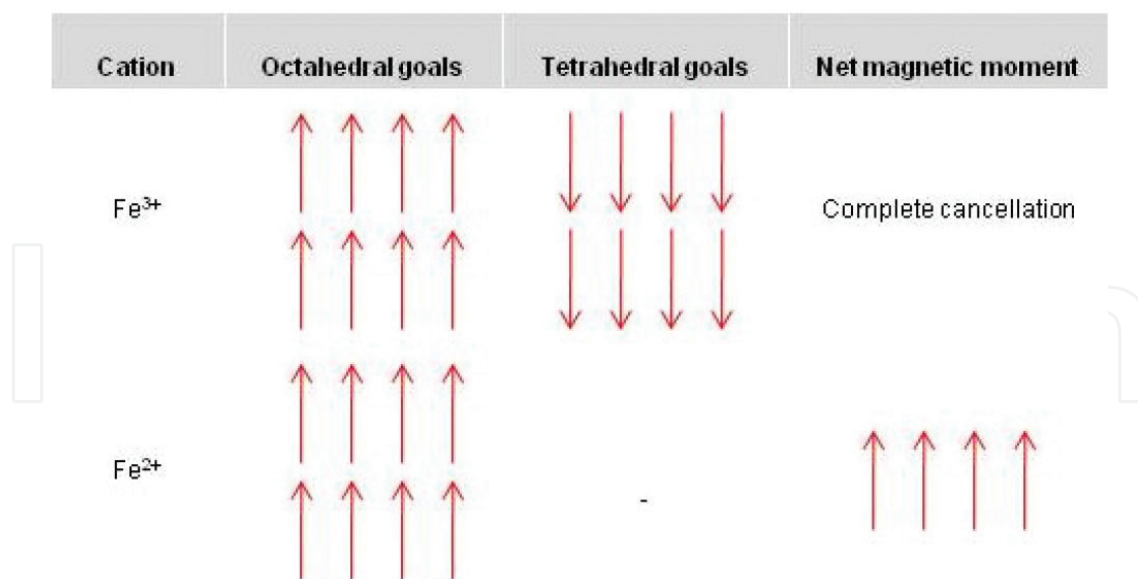 Cation Octahedral goals Tetrahedral goals Net magnetic moment
Fe³⁺ Complete cancellation
Fe²⁺ -